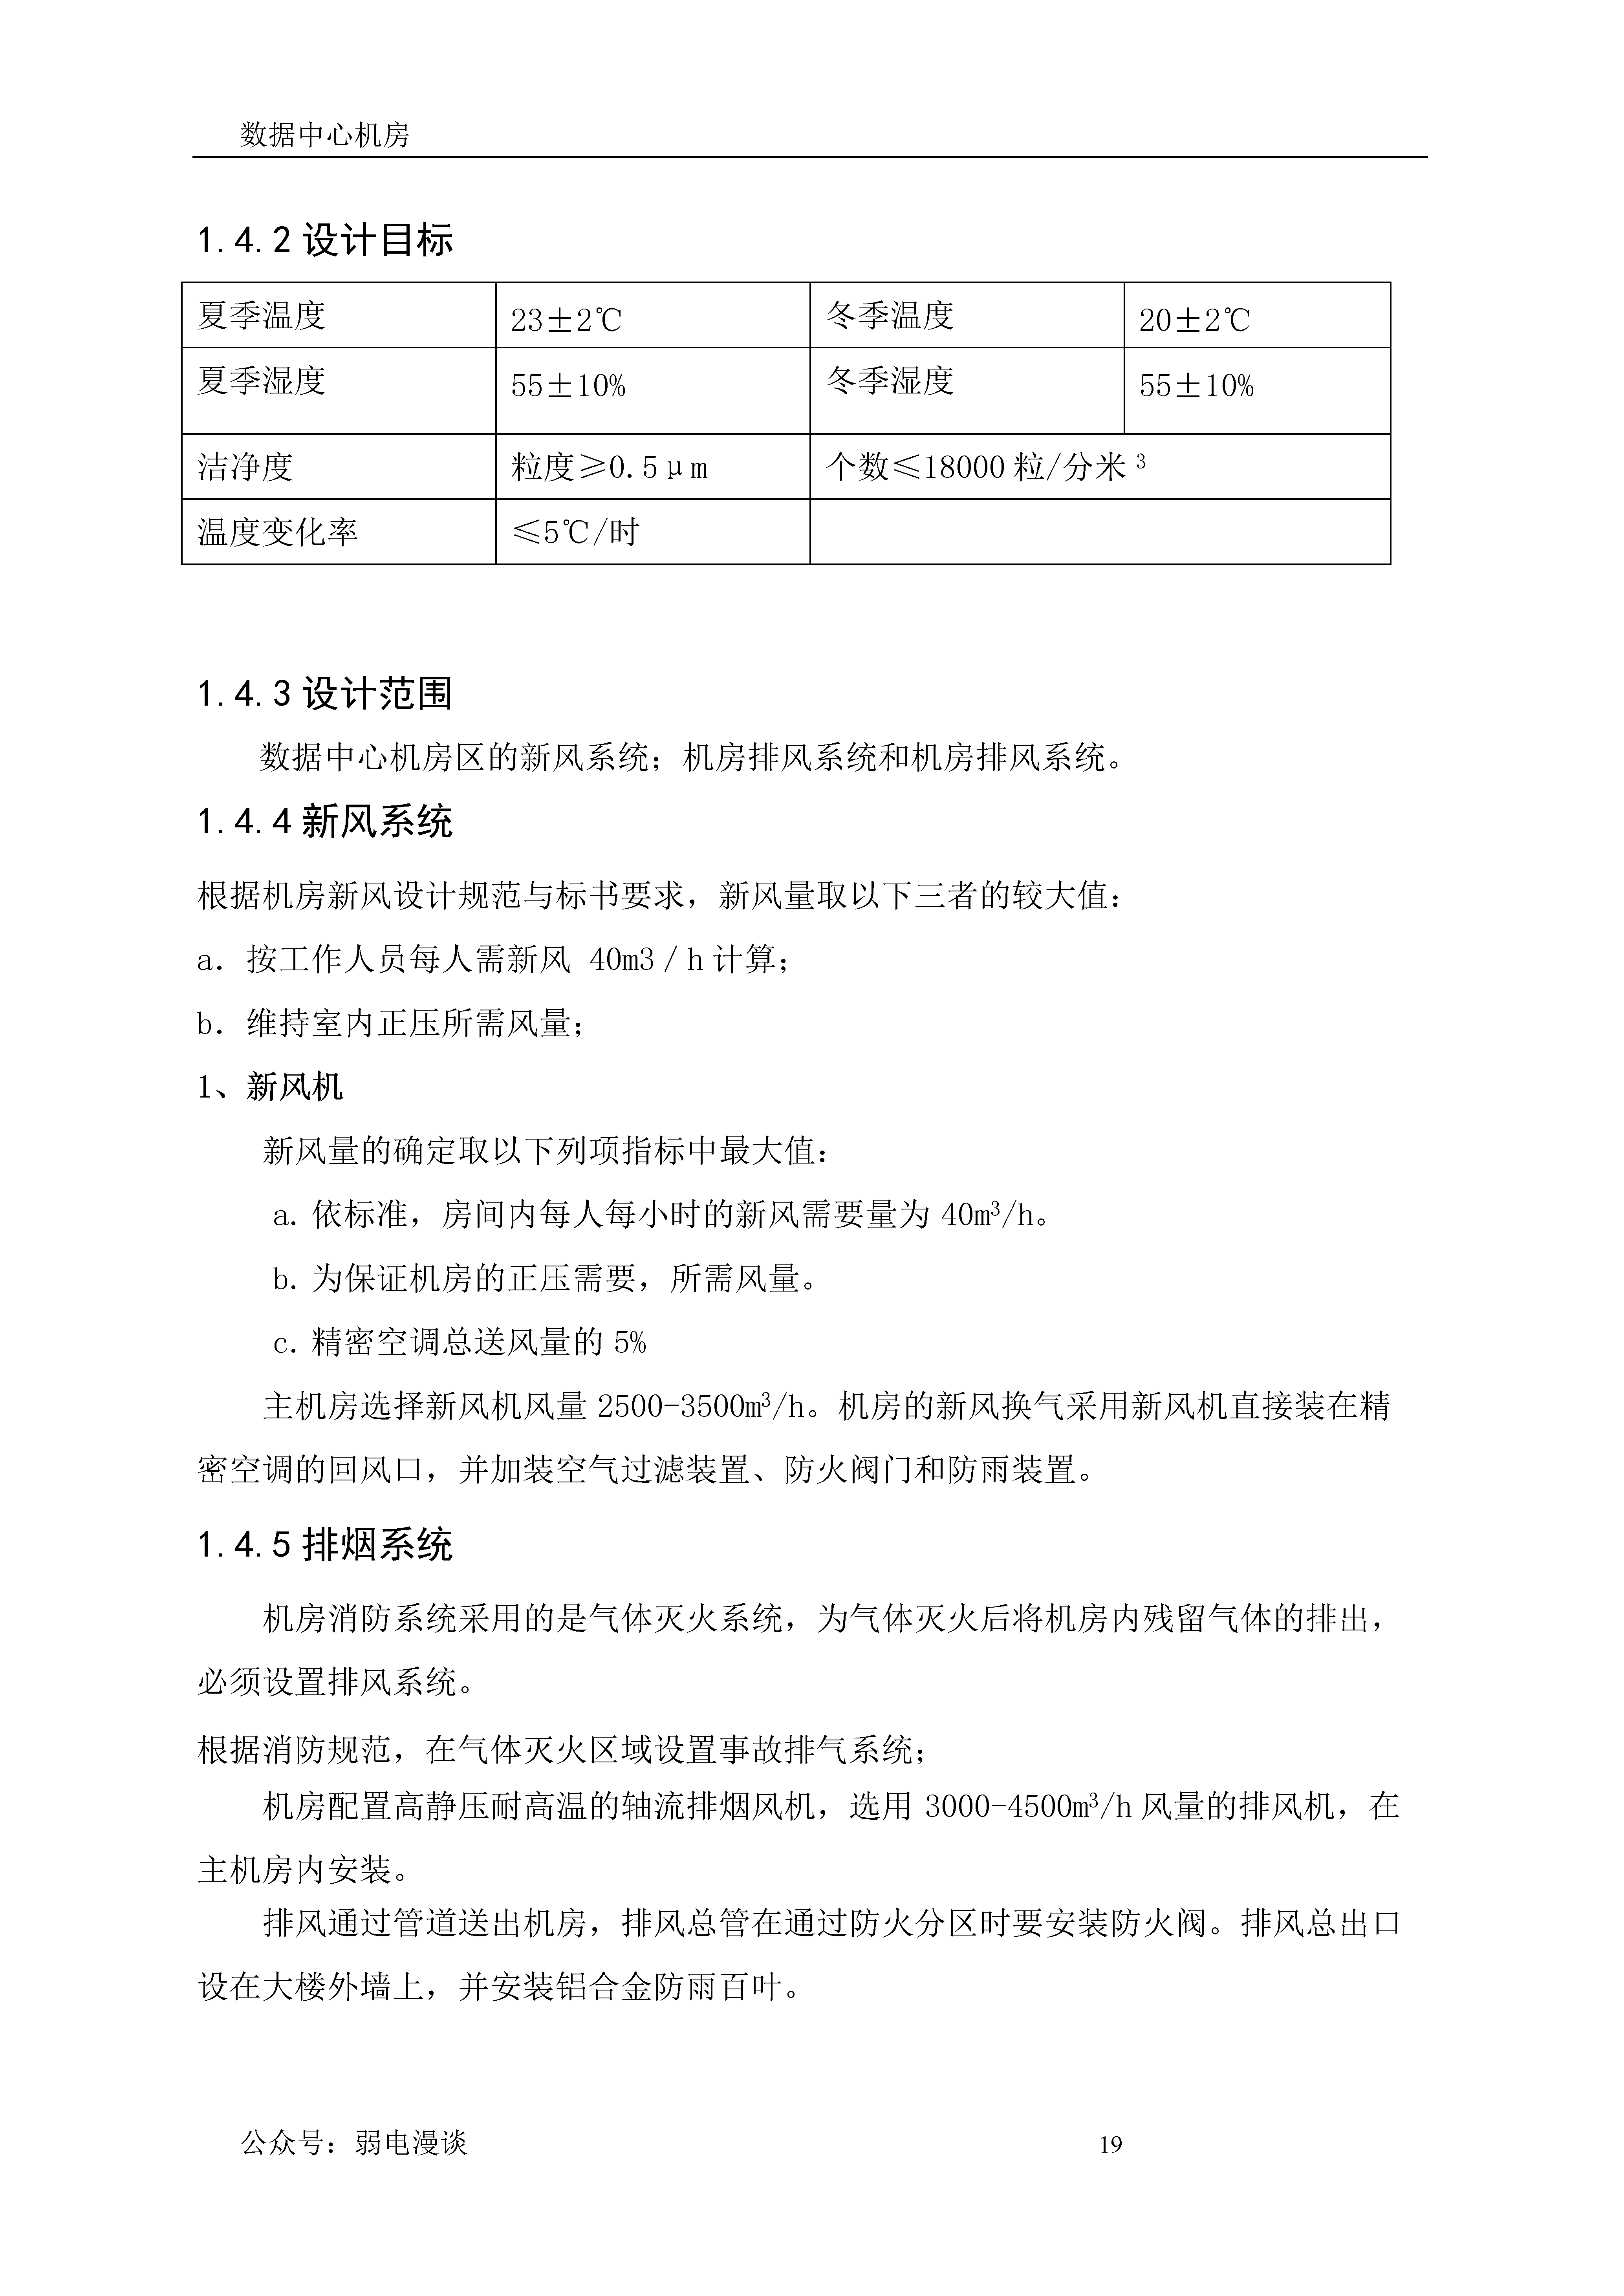 数据中心机房
1.4.2设计目标
夏季温度 23±2℃ 冬季温度 20±2℃
夏季湿度 55±10% 冬季湿度 55±10%
洁净度 粒度≥0.5μm 个数≤18000粒/分米³
温度变化率 ≤5℃/时
1.4.3设计范围
数据中心机房区的新风系统；机房排风系统和机房排风系统。
1.4.4新风系统
根据机房新风设计规范与标书要求，新风量取以下三者的较大值：
a．按工作人员每人需新风 40m3／h计算；
b．维持室内正压所需风量；
1、新风机
新风量的确定取以下列项指标中最大值：
a. 依标准，房间内每人每小时的新风需要量为 40m³/h。
b. 为保证机房的正压需要，所需风量。
c. 精密空调总送风量的 5%
主机房选择新风机风量 2500-3500m³/h。机房的新风换气采用新风机直接装在精
密空调的回风口，并加装空气过滤装置、防火阀门和防雨装置。
1.4.5排烟系统
机房消防系统采用的是气体灭火系统，为气体灭火后将机房内残留气体的排出，
必须设置排风系统。
根据消防规范，在气体灭火区域设置事故排气系统；
机房配置高静压耐高温的轴流排烟风机，选用 3000-4500m³/h 风量的排风机，在
主机房内安装。
排风通过管道送出机房，排风总管在通过防火分区时要安装防火阀。排风总出口
设在大楼外墙上，并安装铝合金防雨百叶。
公众号：弱电漫谈 19